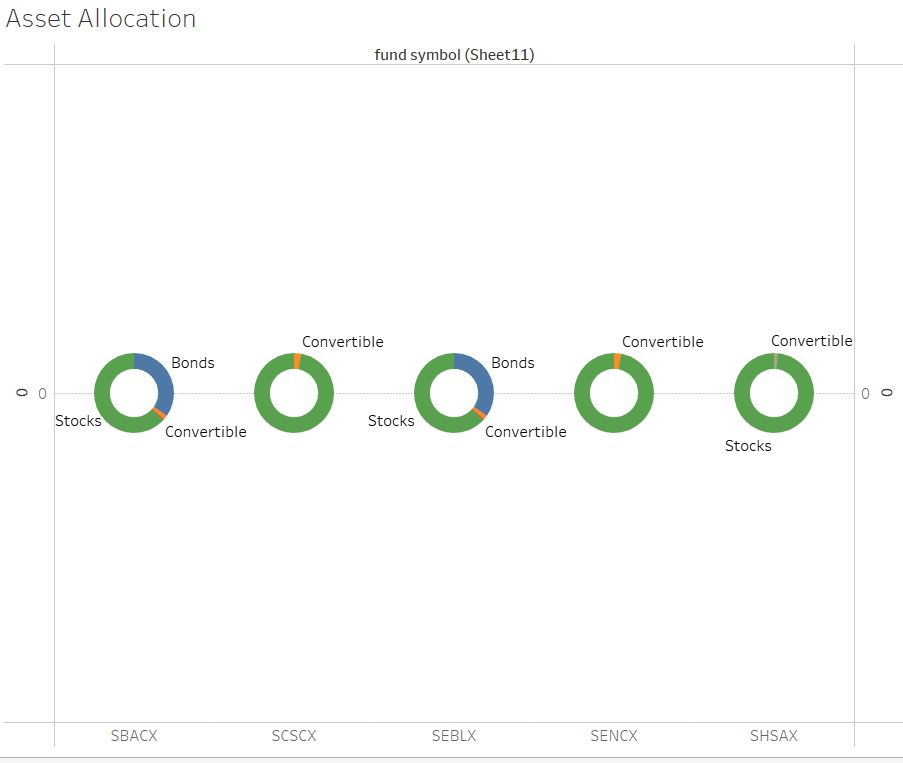 Asset Allocation
fund symbol (Sheet11)
Convertible Convertible Convertible
Bonds Bonds
0 0 0 0
Stocks Stocks
Convertible Convertible
Stocks
SBACX SCSCX SEBLX SENCX SHSAX